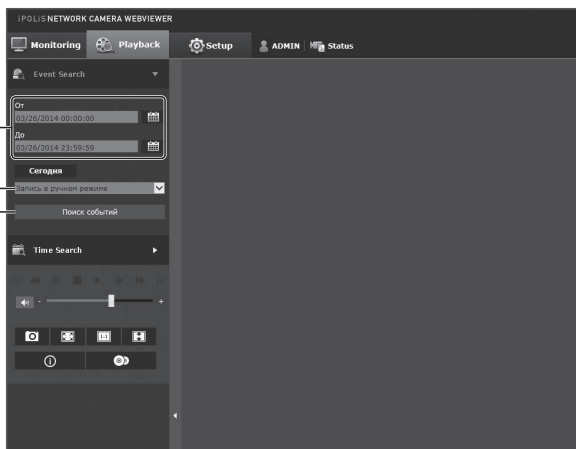 iPOLiS NETWORK CAMERA WEBVIEWER
Monitoring Playback Setup ADMIN Status
Event Search
От
03/26/2014 00:00:00
До
03/26/2014 23:59:59
Сегодня
Запись в ручном режиме
Поиск событий
Time Search
- +
1:1